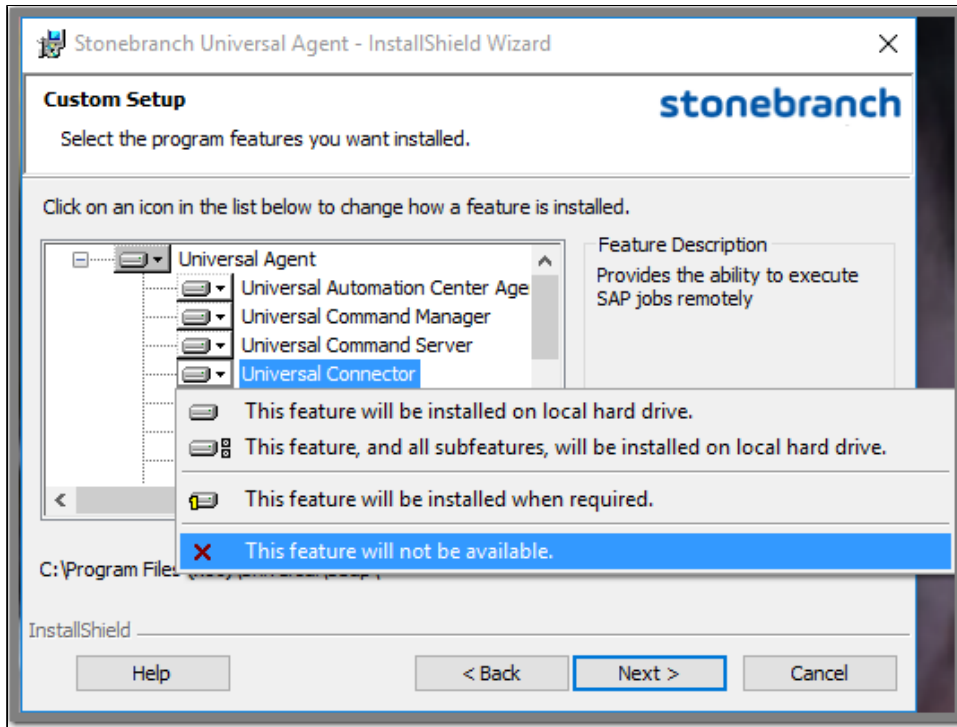 Stonebranch Universal Agent - InstallShield Wizard
Custom Setup
stonebranch
Select the program features you want installed.
Click on an icon in the list below to change how a feature is installed.
Universal Agent
Universal Automation Center Age
Universal Command Manager
Universal Command Server
Universal Connector
Feature Description
Provides the ability to execute
SAP jobs remotely
This feature will be installed on local hard drive.
This feature, and all subfeatures, will be installed on local hard drive.
This feature will be installed when required.
This feature will not be available.
C:\Program Files
InstallShield
Help
< Back
Next >
Cancel